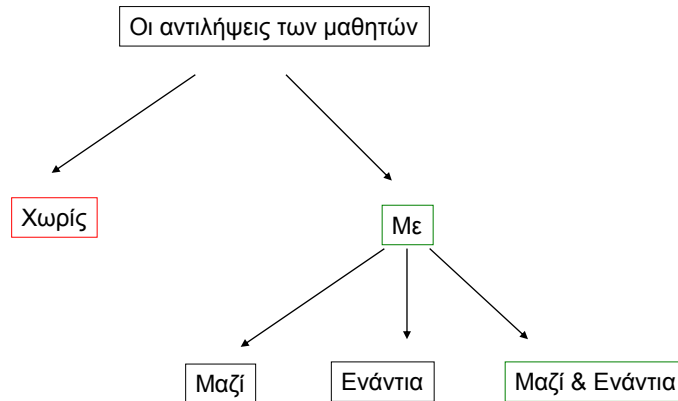 Οι αντιλήψεις των μαθητών
Χωρίς
Με
Μαζί
Ενάντια
Μαζί & Ενάντια